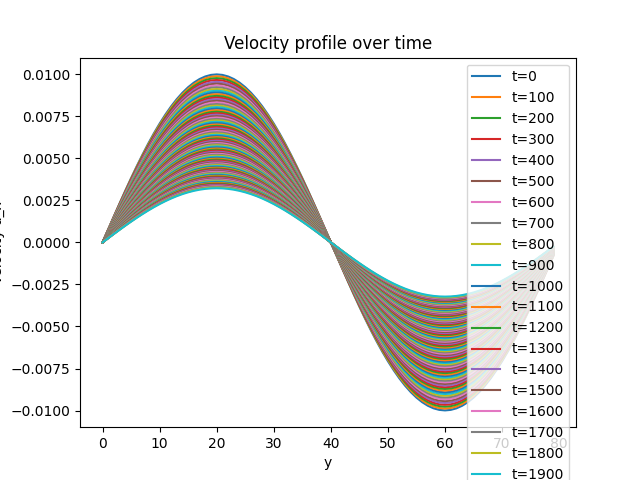 Velocity profile over time
0.0100
0.0075
0.0050
0.0025
0.0000
−0.0025
−0.0050
−0.0075
−0.0100
0 10 20 30 40 50 60 70 80
y
t=0
t=100
t=200
t=300
t=400
t=500
t=600
t=700
t=800
t=900
t=1000
t=1100
t=1200
t=1300
t=1400
t=1500
t=1600
t=1700
t=1800
t=1900